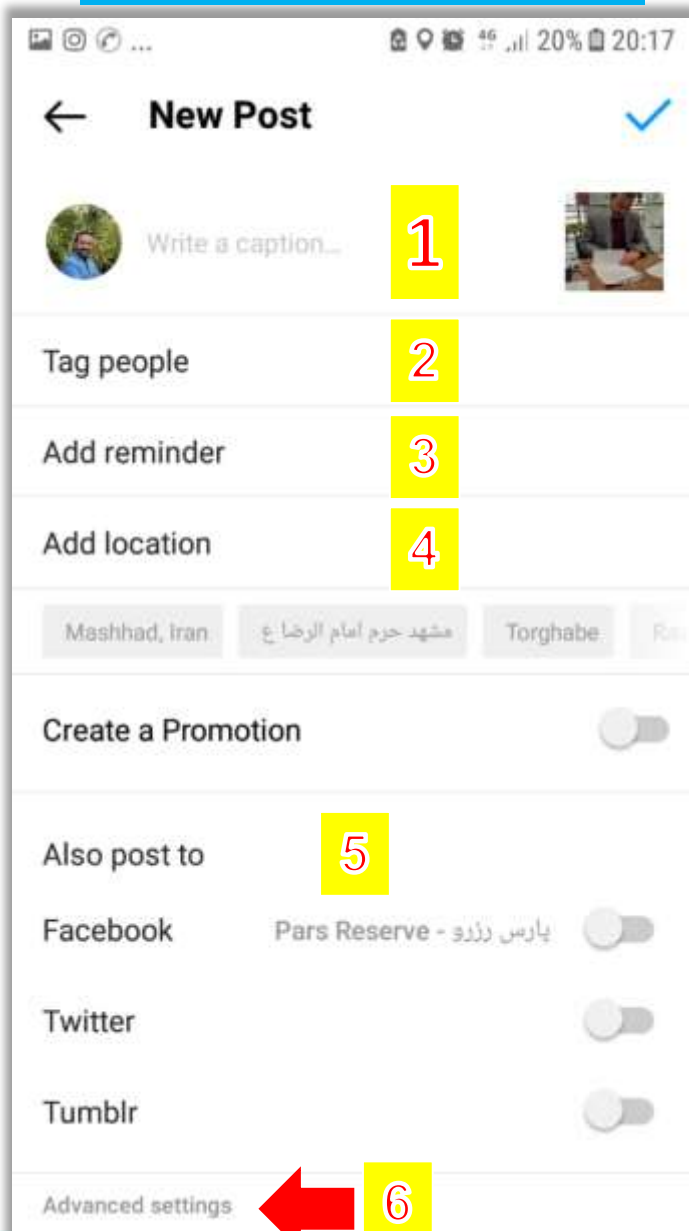 ... 4G 20% 20:17
New Post
Write a caption... 1
Tag people 2
Add reminder 3
Add location 4
Mashhad, Iran مشهد حرم امام الرضا ع Torghabe
Create a Promotion
Also post to 5
Facebook Pars Reserve - پارس رزرو
Twitter
Tumblr
Advanced settings 6